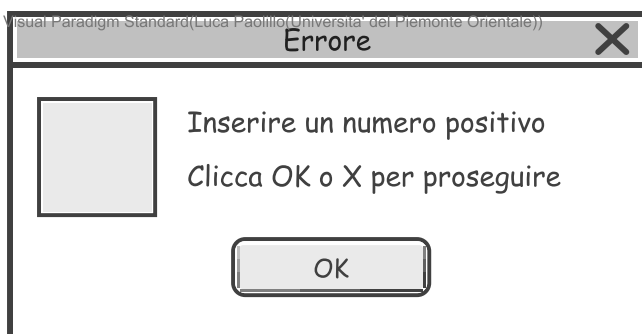 Visual Paradigm Standard(Luca Paolillo(Universita' del Piemonte Orientale))
Errore
Inserire un numero positivo
Clicca OK o X per proseguire
OK